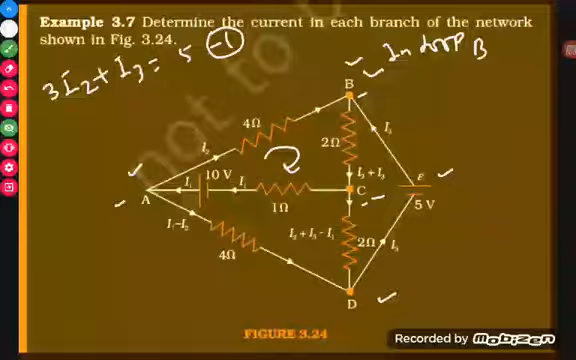 Example 3.7 Determine the current in each branch of the network
shown in Fig. 3.24.
3I2 + I3 = 5 -1
In loop B
B
4Ω
2Ω
I2
I3
10 V
I1
I1
I2 + I3
E
A
C
1Ω
5 V
I1–I2
I2 + I3 - I1
2Ω
I3
4Ω
D
FIGURE 3.24
Recorded by Mobizen